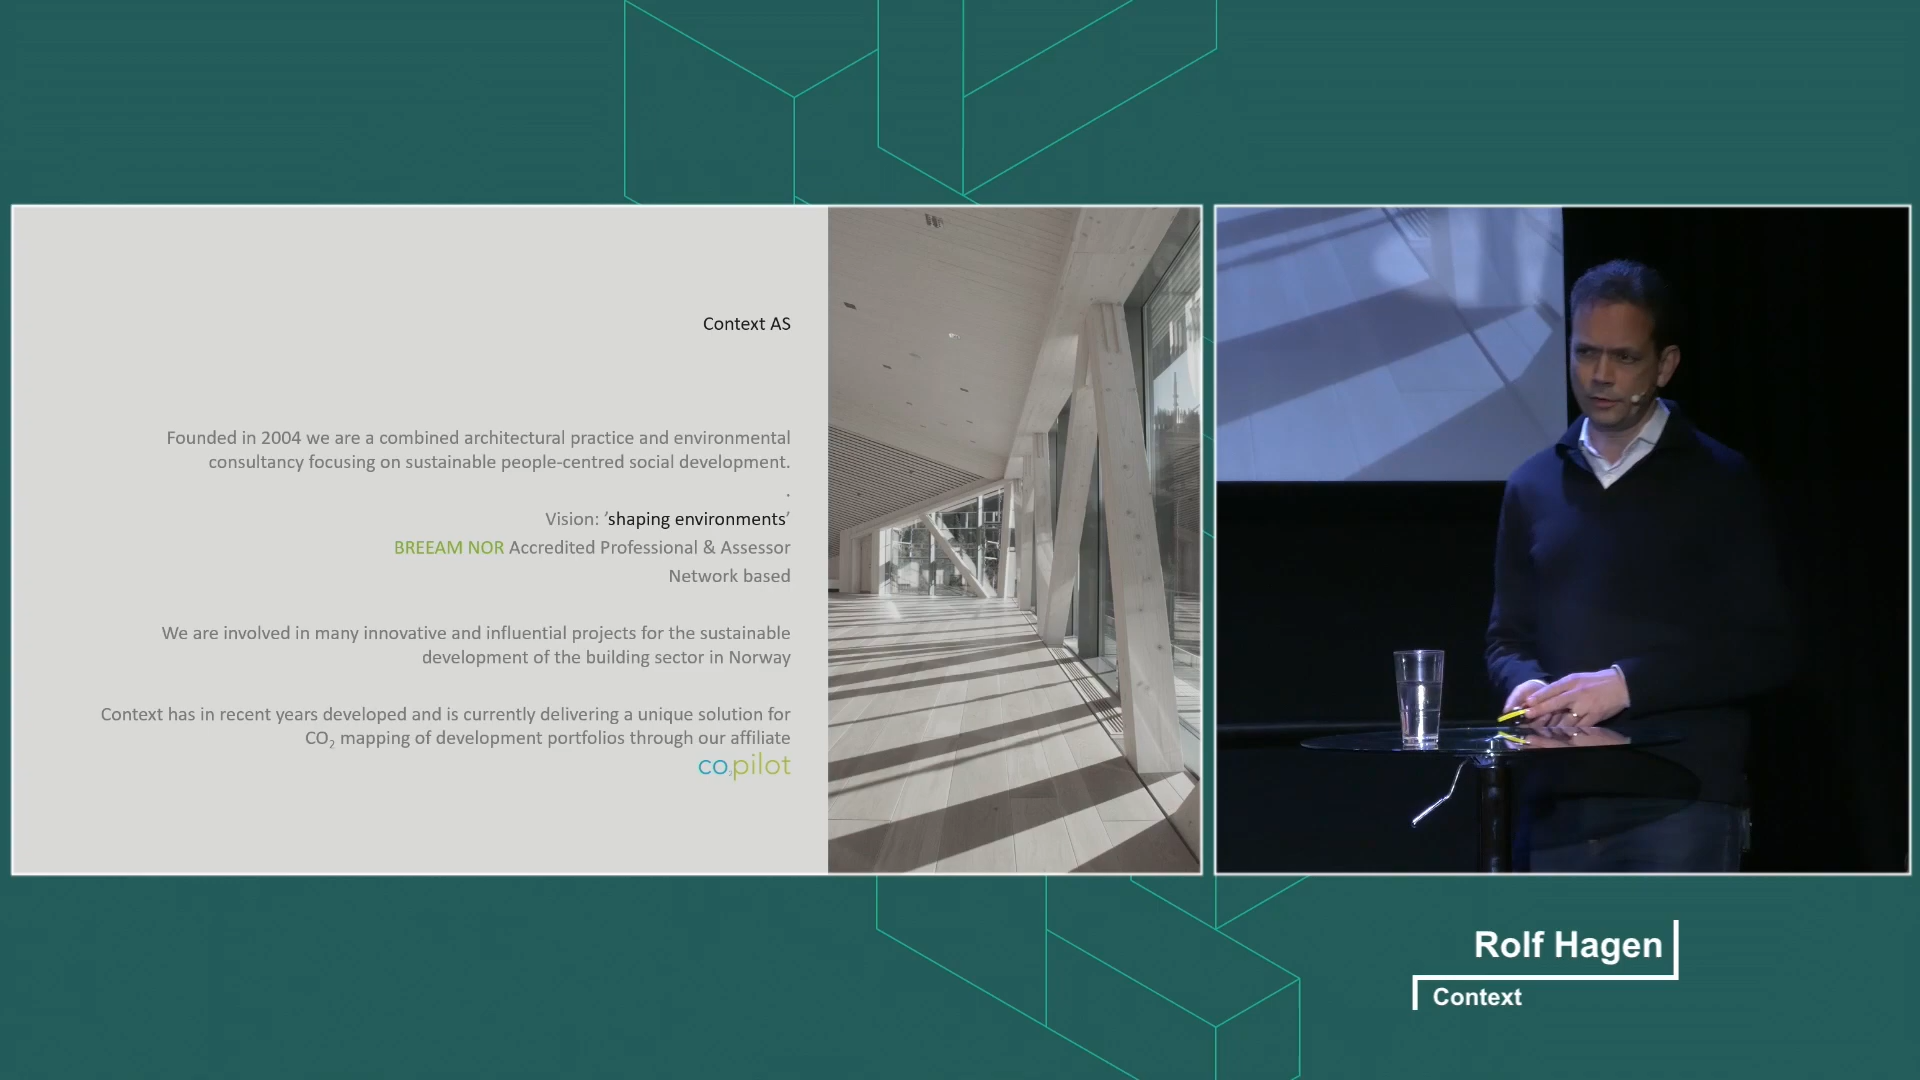 Context AS
Founded in 2004 we are a combined architectural practice and environmental
consultancy focusing on sustainable people-centred social development.
.
Vision: ’shaping environments’
BREEAM NOR Accredited Professional & Assessor
Network based
We are involved in many innovative and influential projects for the sustainable
development of the building sector in Norway
Context has in recent years developed and is currently delivering a unique solution for
CO₂ mapping of development portfolios through our affiliate
co₂pilot
Rolf Hagen
Context